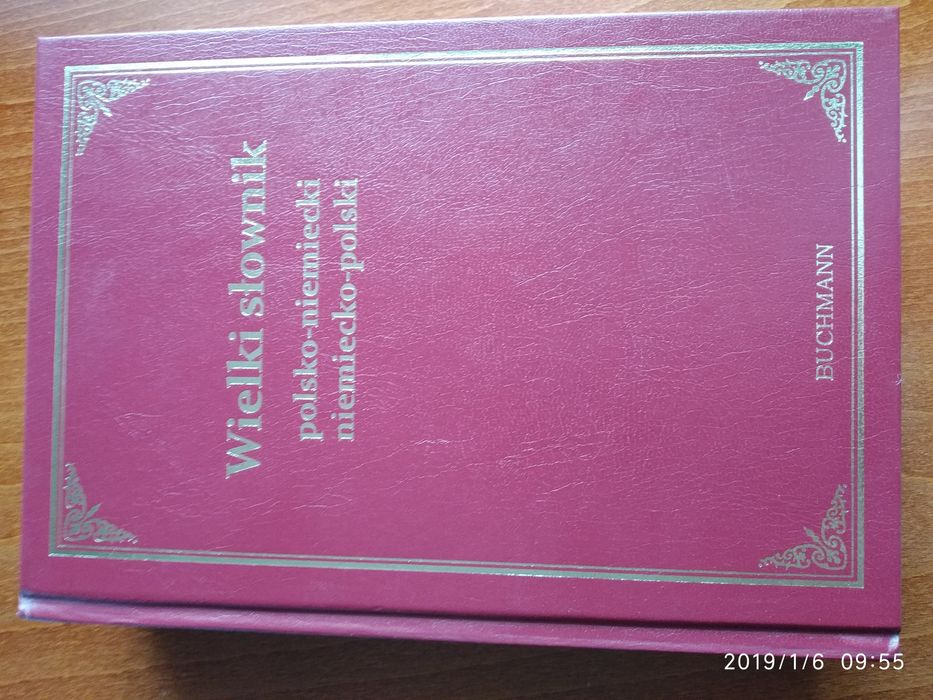 Wielki słownik
polsko-niemiecki
niemiecko-polski
BUCHMANN
2019/1/6 09:55